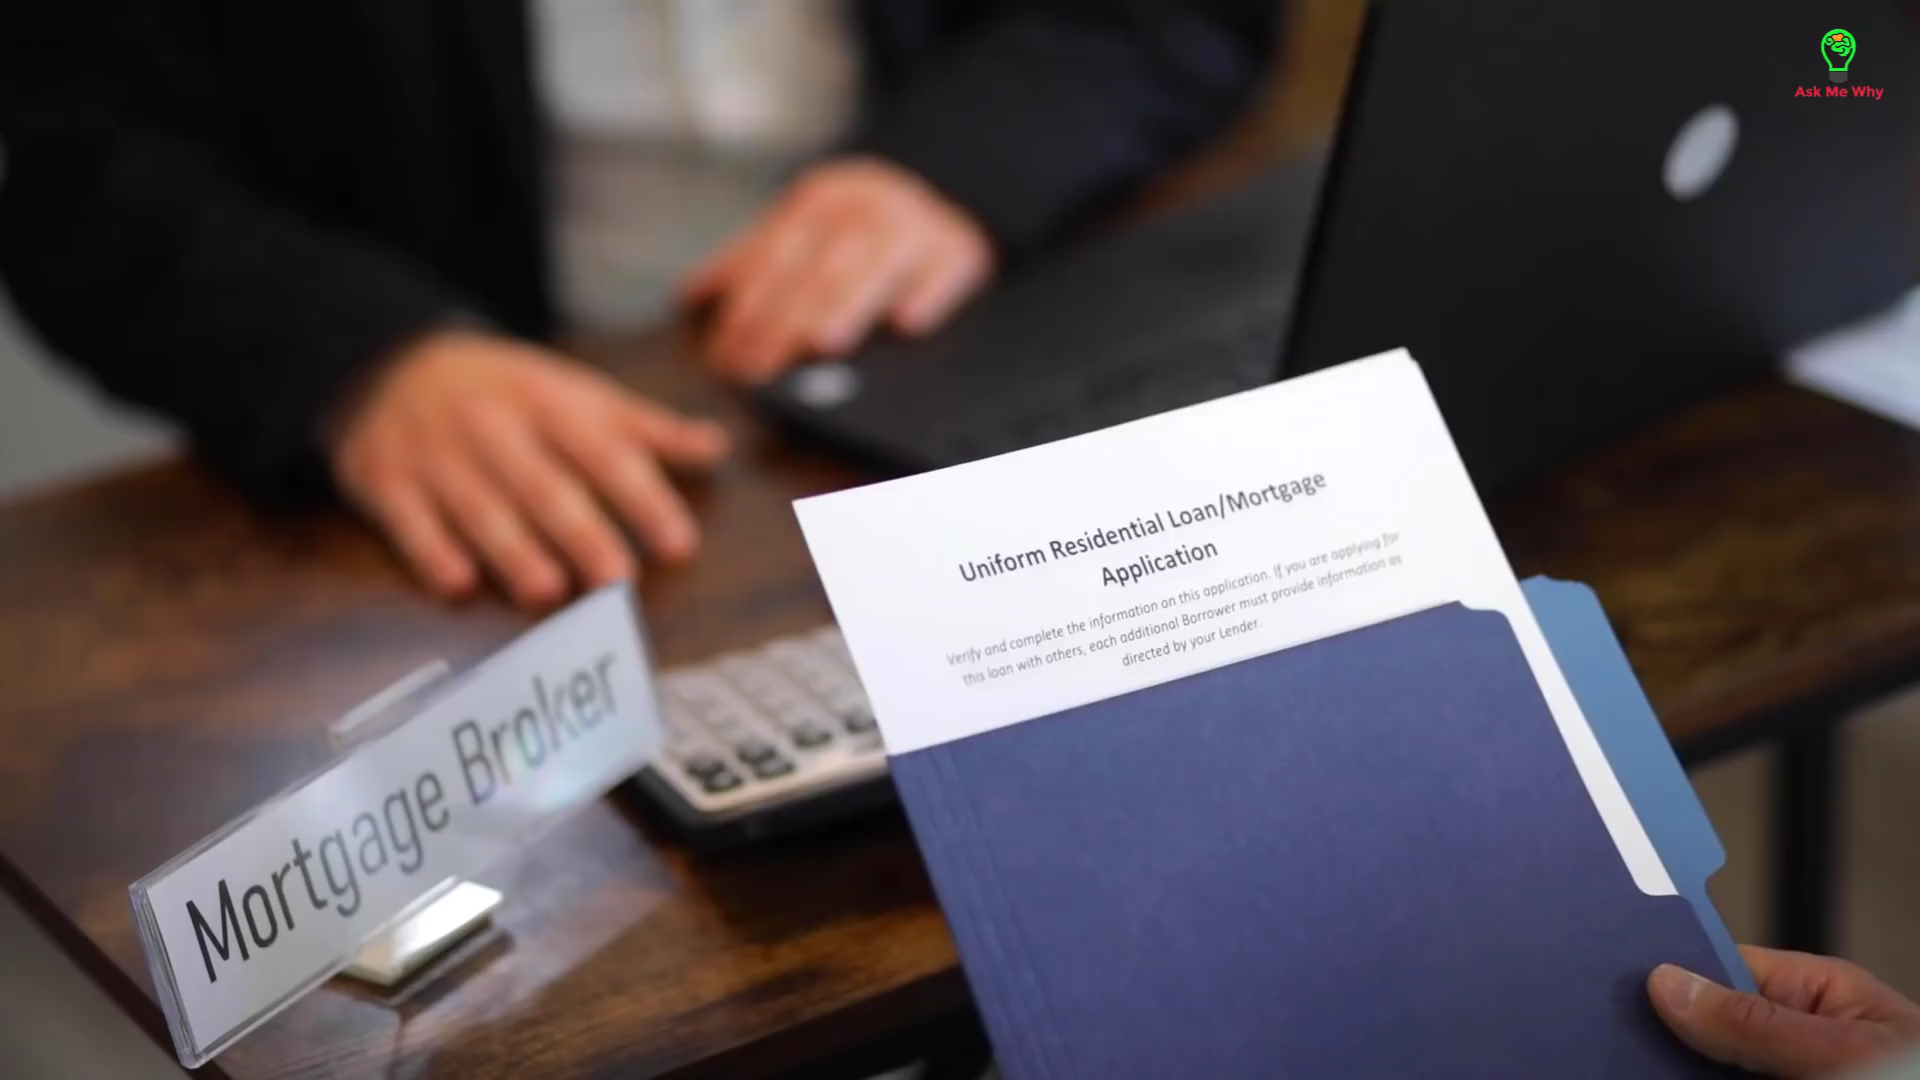 Ask Me Why
Uniform Residential Loan/Mortgage
Application
Verify and complete the information on this application. If you are applying for
this loan with others, each additional Borrower must provide information as
directed by your Lender.
Mortgage Broker